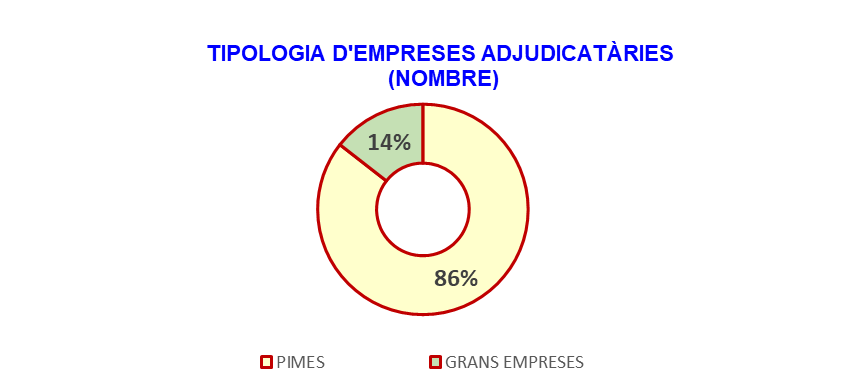 TIPOLOGIA D'EMPRESES ADJUDICATÀRIES
(NOMBRE)
14%
86%
PIMES
GRANS EMPRESES